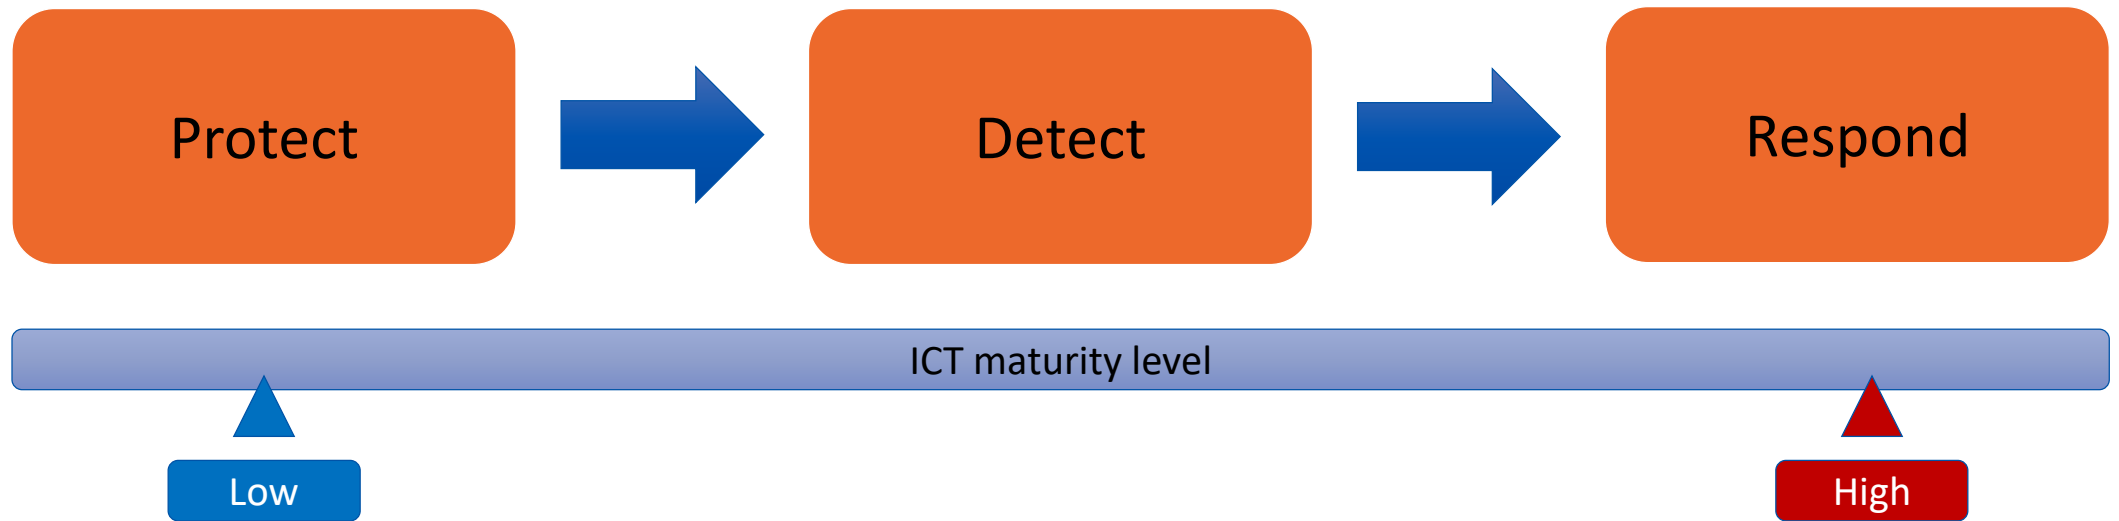 Protect
Detect
Respond
ICT maturity level
Low
High